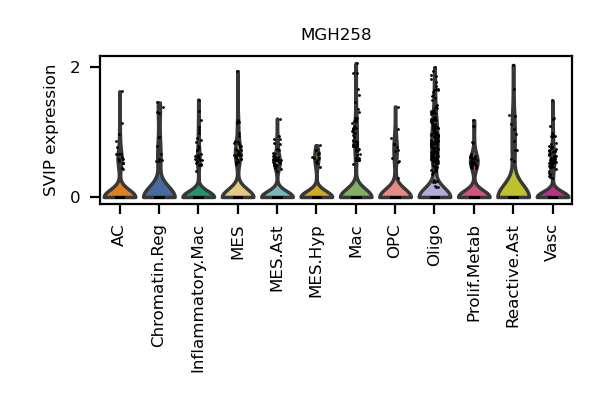 MGH258
SVIP expression
2
0
AC
Chromatin.Reg
Inflammatory.Mac
MES
MES.Ast
MES.Hyp
Mac
OPC
Oligo
Prolif.Metab
Reactive.Ast
Vasc